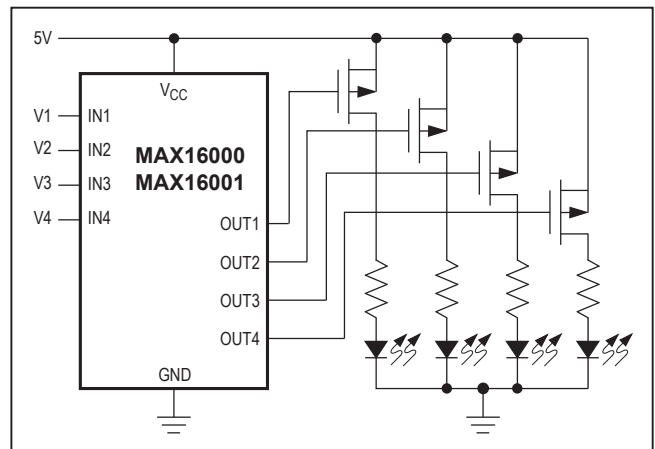 5V
VCC
V1 IN1
V2 IN2
V3 IN3
V4 IN4
MAX16000
MAX16001
OUT1
OUT2
OUT3
OUT4
GND